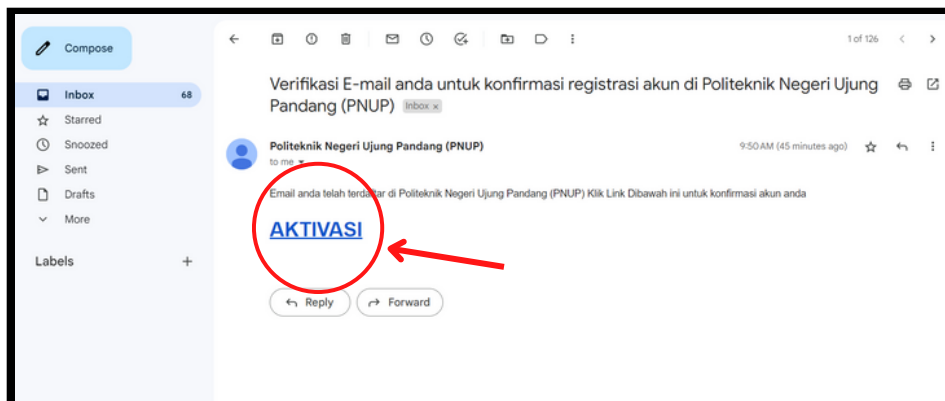 Compose
1 of 126
Inbox 68
Starred
Snoozed
Sent
Drafts
More
Labels
Verifikasi E-mail anda untuk konfirmasi registrasi akun di Politeknik Negeri Ujung
Pandang (PNUP) Inbox x
Politeknik Negeri Ujung Pandang (PNUP) 9:50 AM (45 minutes ago)
to me
Email anda telah terdaftar di Politeknik Negeri Ujung Pandang (PNUP) Klik Link Dibawah ini untuk konfirmasi akun anda
AKTIVASI
Reply Forward